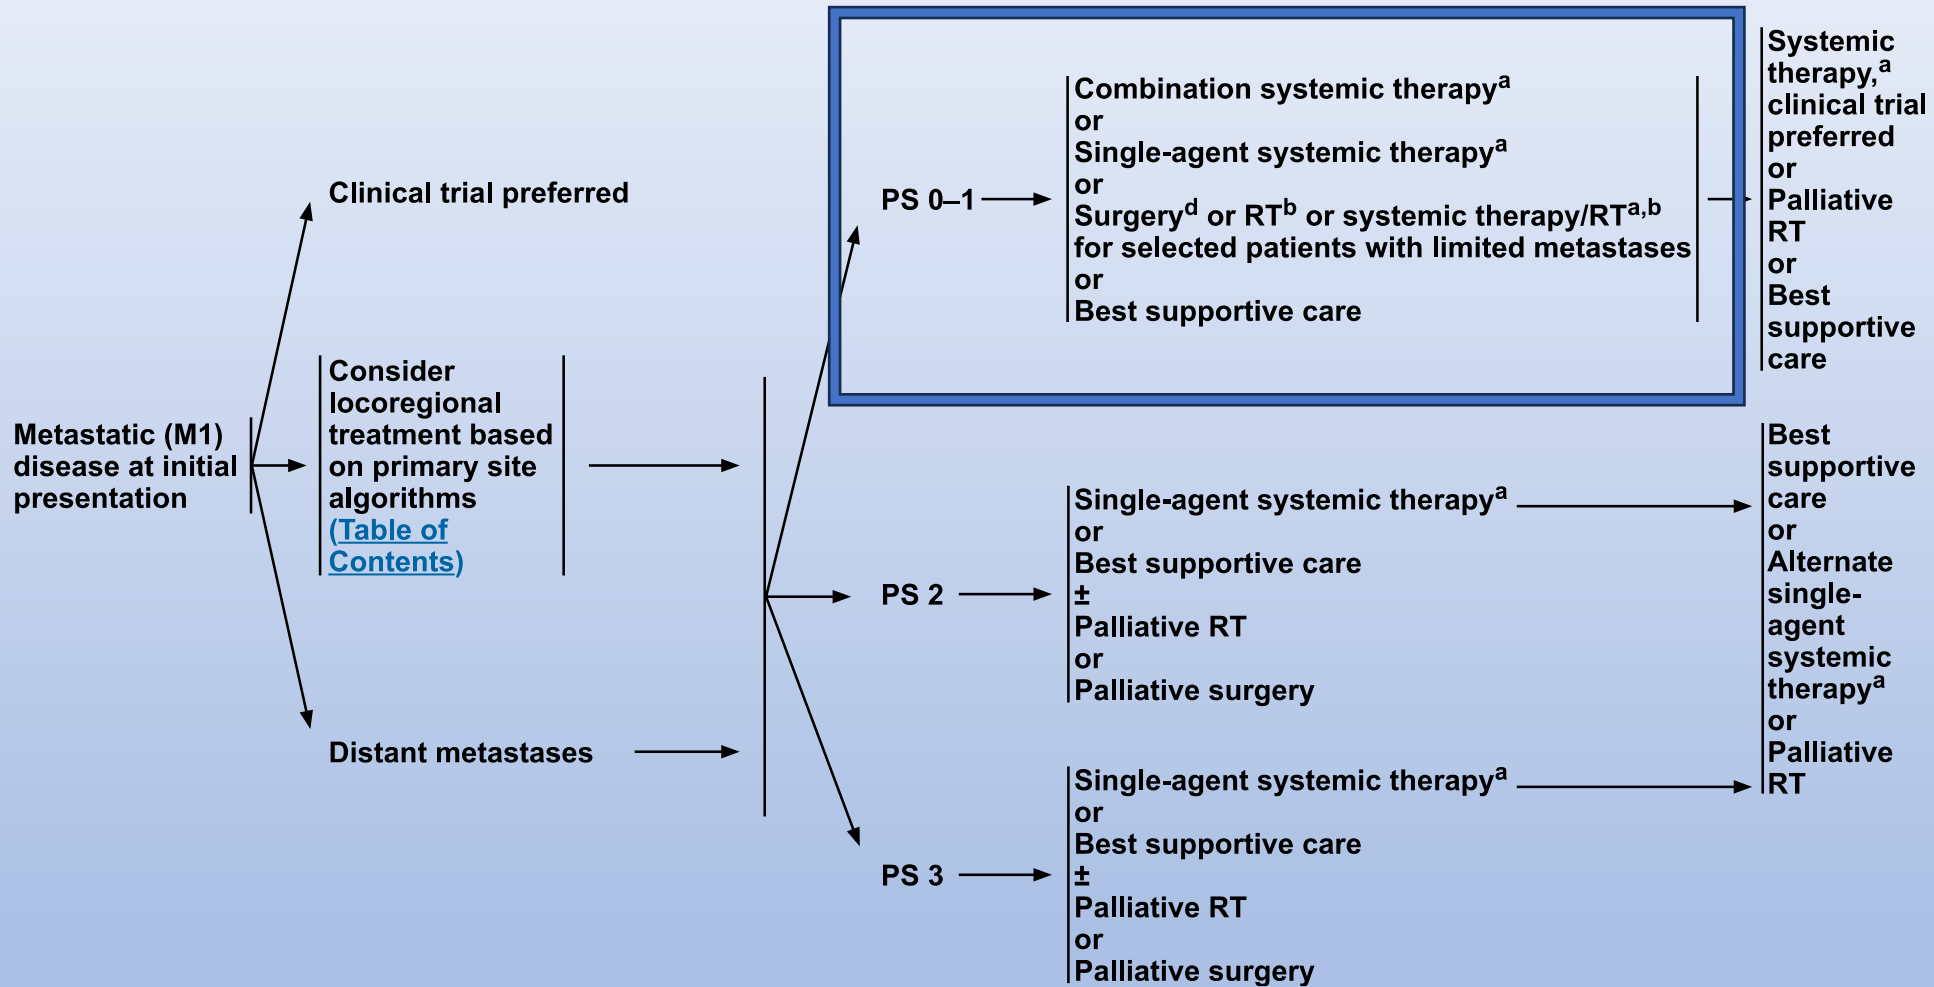 Metastatic (M1)
disease at initial
presentation
Clinical trial preferred
Consider
locoregional
treatment based
on primary site
algorithms
(Table of
Contents)
Distant metastases
PS 0–1
Combination systemic therapyᵃ
or
Single-agent systemic therapyᵃ
or
Surgeryᵈ or RTᵇ or systemic therapy/RTᵃ,ᵇ
for selected patients with limited metastases
or
Best supportive care
Systemic
therapy,ᵃ
clinical trial
preferred
or
Palliative
RT
or
Best
supportive
care
PS 2
Single-agent systemic therapyᵃ
or
Best supportive care
±
Palliative RT
or
Palliative surgery
PS 3
Single-agent systemic therapyᵃ
or
Best supportive care
±
Palliative RT
or
Palliative surgery
Best
supportive
care
or
Alternate
single-
agent
systemic
therapyᵃ
or
Palliative
RT